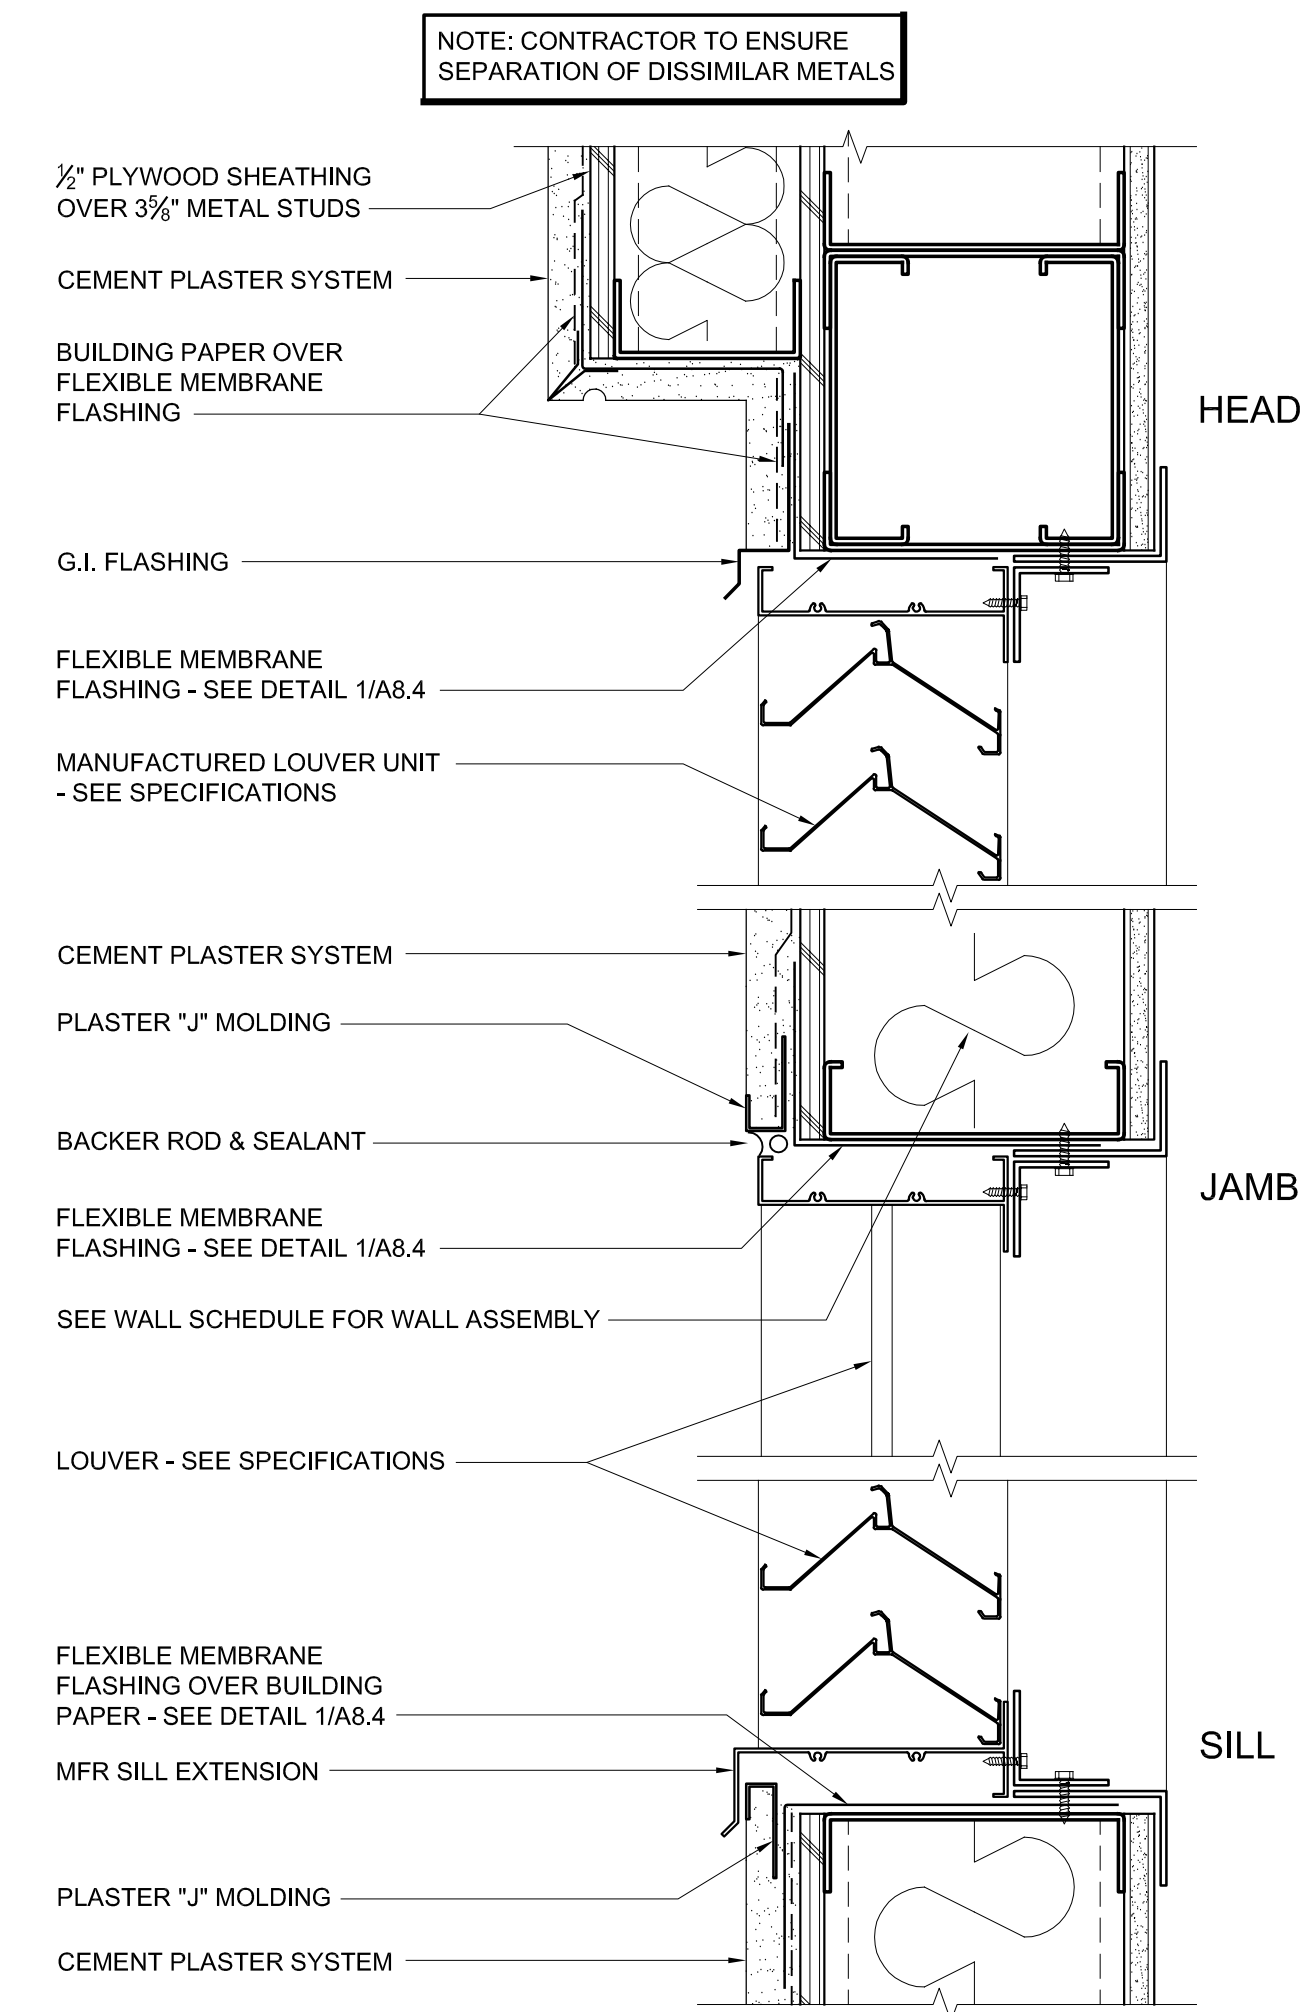 NOTE: CONTRACTOR TO ENSURE
SEPARATION OF DISSIMILAR METALS
½" PLYWOOD SHEATHING
OVER 3⅝" METAL STUDS
CEMENT PLASTER SYSTEM
BUILDING PAPER OVER
FLEXIBLE MEMBRANE
FLASHING
HEAD
G.I. FLASHING
FLEXIBLE MEMBRANE
FLASHING - SEE DETAIL 1/A8.4
MANUFACTURED LOUVER UNIT
- SEE SPECIFICATIONS
CEMENT PLASTER SYSTEM
PLASTER "J" MOLDING
BACKER ROD & SEALANT
JAMB
FLEXIBLE MEMBRANE
FLASHING - SEE DETAIL 1/A8.4
SEE WALL SCHEDULE FOR WALL ASSEMBLY
LOUVER - SEE SPECIFICATIONS
FLEXIBLE MEMBRANE
FLASHING OVER BUILDING
PAPER - SEE DETAIL 1/A8.4
SILL
MFR SILL EXTENSION
PLASTER "J" MOLDING
CEMENT PLASTER SYSTEM